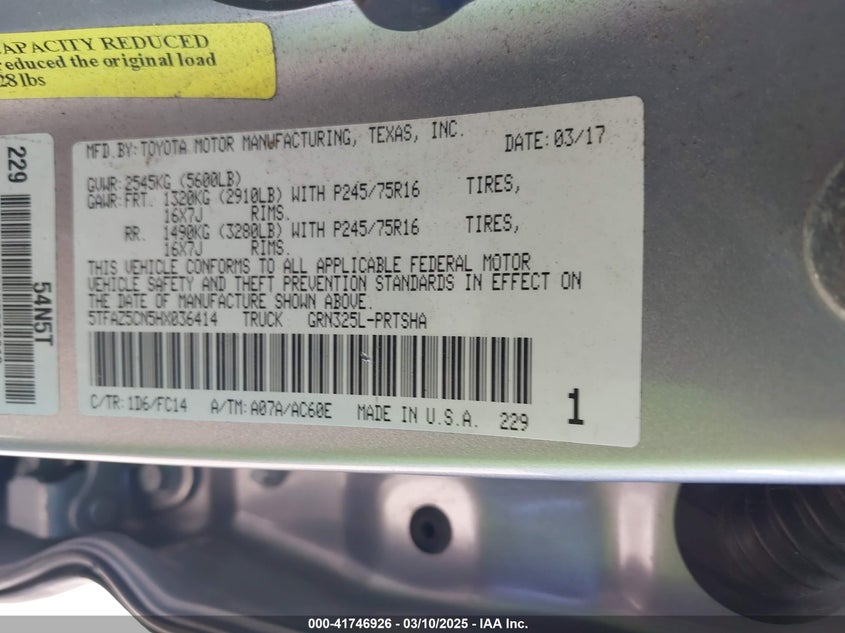 CAPACITY REDUCED
reduced the original load
28 lbs
229
54N5T
MFD.BY:TOYOTA MOTOR MANUFACTURING, TEXAS, INC. DATE:03/17
GVWR:2545KG (5600LB)
GAWR:FRT. 1320KG (2910LB) WITH P245/75R16 TIRES,
16X7J RIMS.
RR. 1490KG (3280LB) WITH P245/75R16 TIRES,
16X7J RIMS.
THIS VEHICLE CONFORMS TO ALL APPLICABLE FEDERAL MOTOR
VEHICLE SAFETY AND THEFT PREVENTION STANDARDS IN EFFECT ON
THE DATE OF MANUFACTURE SHOWN ABOVE.
5TFAZ5CN5HX036414 TRUCK GRN325L-PRTSHA
C/TR:1D6/FC14 A/TM:A07A/AC60E MADE IN U.S.A. 229 1
000-41746926 - 03/10/2025 - IAA Inc.